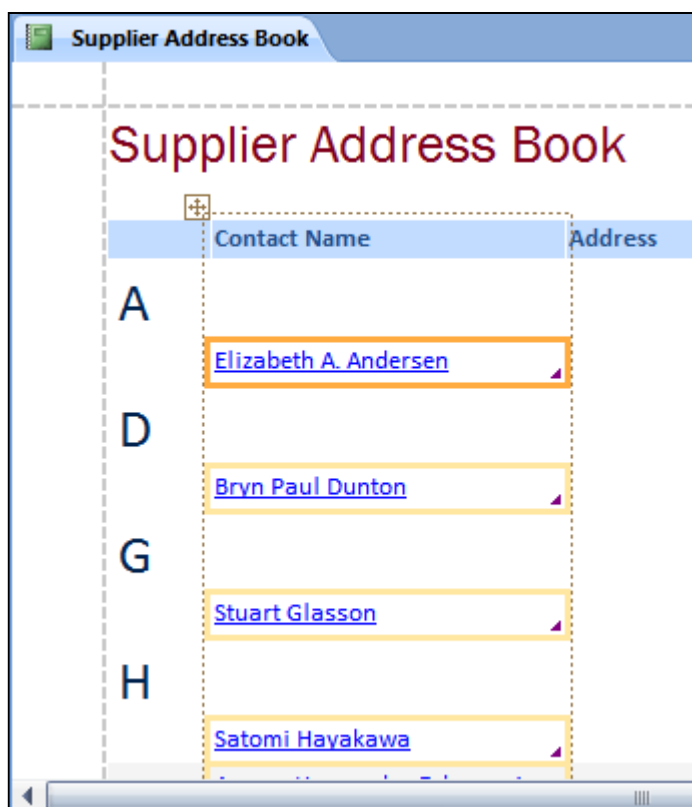 Supplier Address Book
Supplier Address Book
Contact Name Address
A
Elizabeth A. Andersen
D
Bryn Paul Dunton
G
Stuart Glasson
H
Satomi Hayakawa